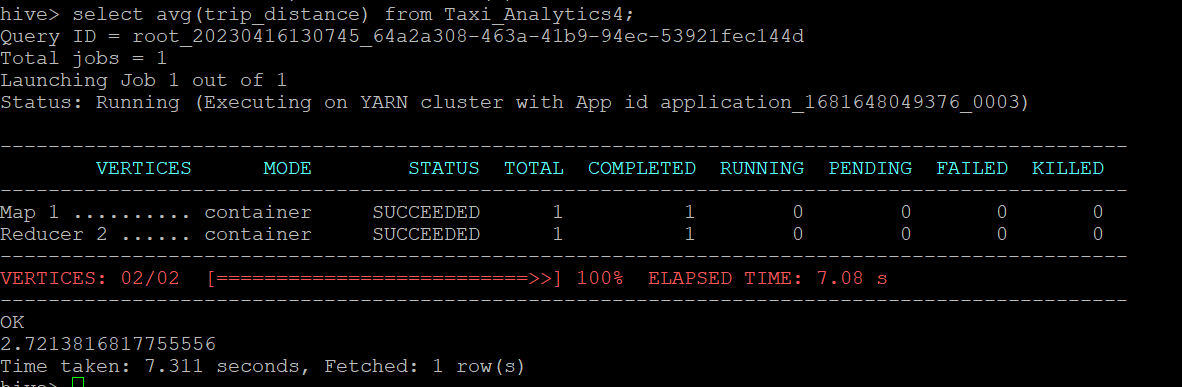 hive> select avg(trip_distance) from Taxi_Analytics4;
Query ID = root_20230416130745_64a2a308-463a-41b9-94ec-53921fec144d
Total jobs = 1
Launching Job 1 out of 1
Status: Running (Executing on YARN cluster with App id application_1681648049376_0003)
----------------------------------------------------------------------------------------------
        VERTICES      MODE        STATUS  TOTAL  COMPLETED  RUNNING  PENDING  FAILED  KILLED
----------------------------------------------------------------------------------------------
Map 1 .......... container     SUCCEEDED      1          1        0        0       0       0
Reducer 2 ...... container     SUCCEEDED      1          1        0        0       0       0
----------------------------------------------------------------------------------------------
VERTICES: 02/02  [==========================>>] 100%  ELAPSED TIME: 7.08 s
----------------------------------------------------------------------------------------------
OK
2.7213816817755556
Time taken: 7.311 seconds, Fetched: 1 row(s)
hive>